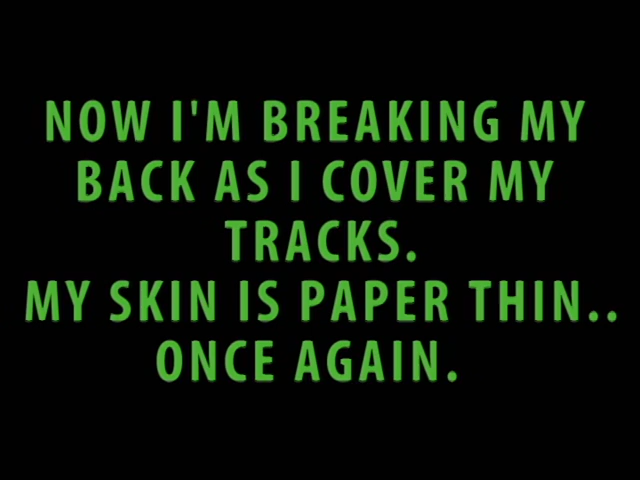 NOW I'M BREAKING MY
BACK AS I COVER MY
TRACKS.
MY SKIN IS PAPER THIN..
ONCE AGAIN.